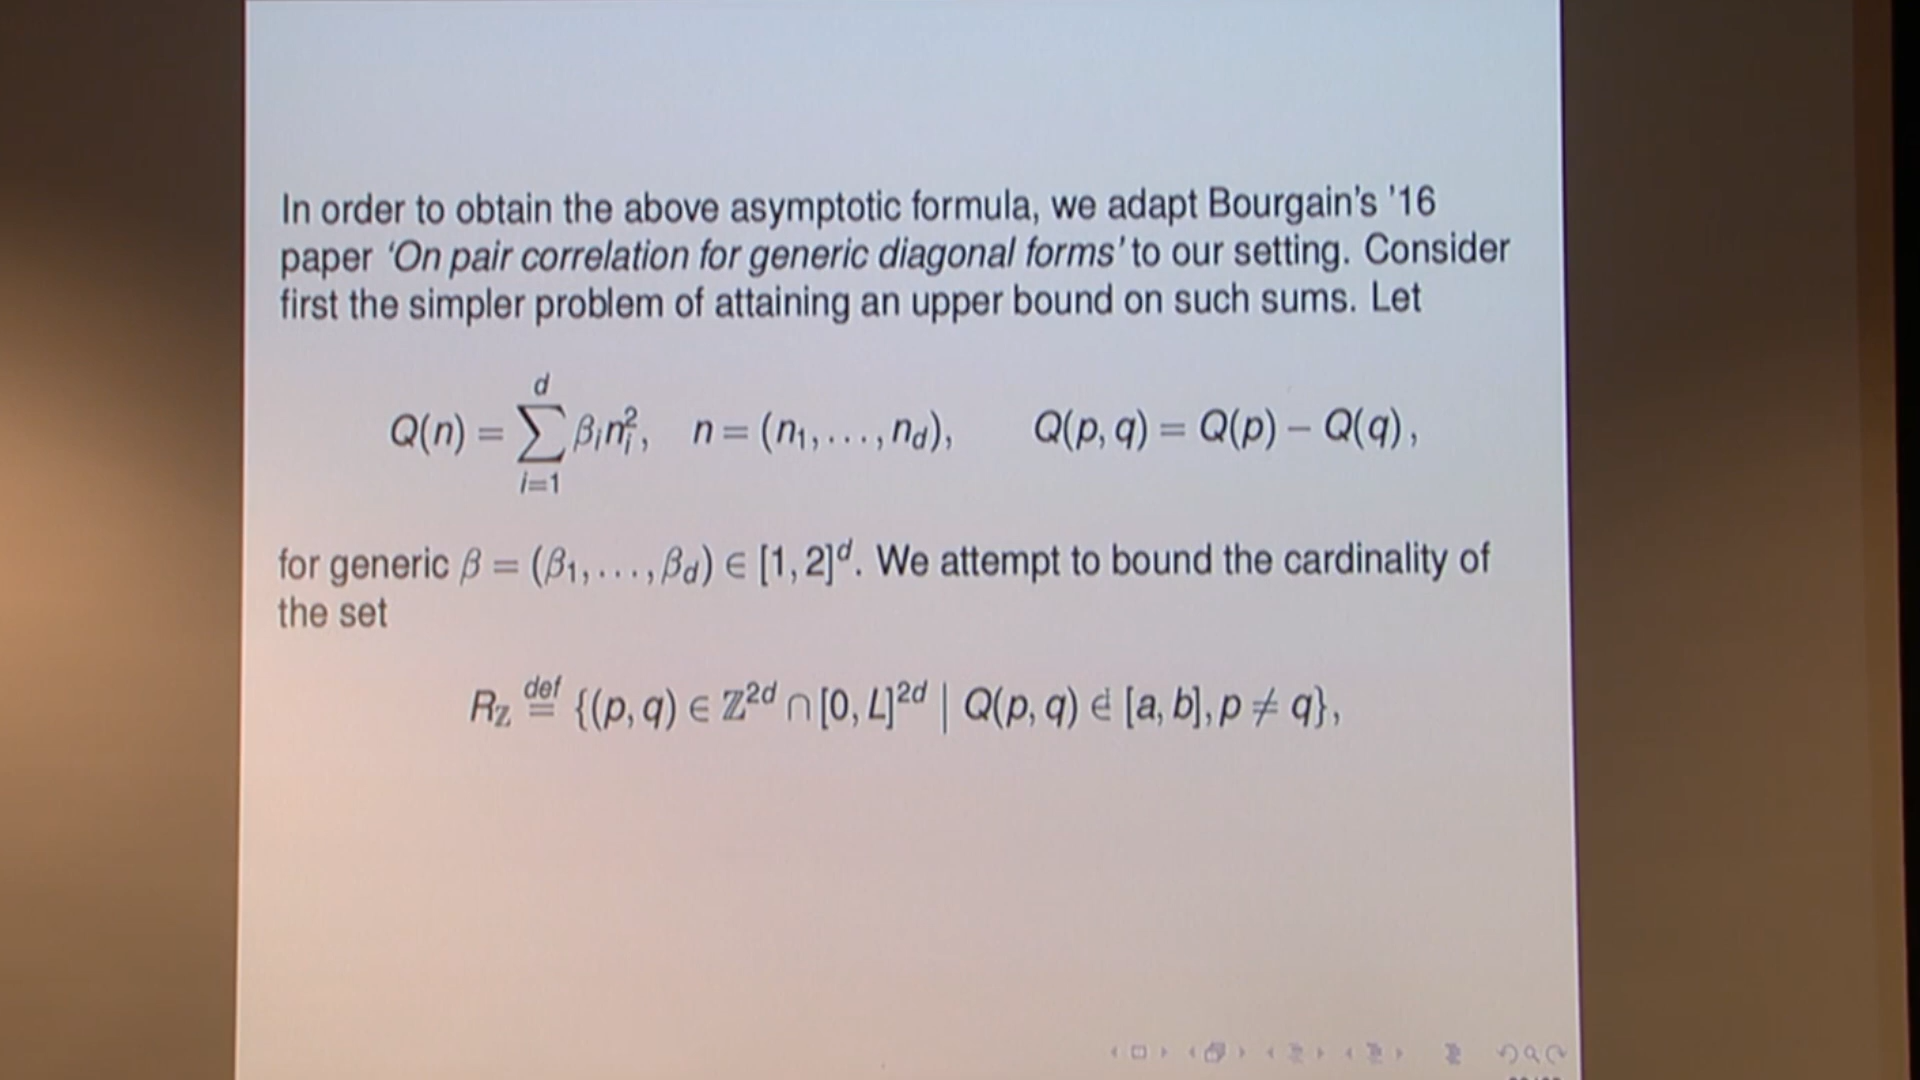 In order to obtain the above asymptotic formula, we adapt Bourgain's '16
paper 'On pair correlation for generic diagonal forms' to our setting. Consider
first the simpler problem of attaining an upper bound on such sums. Let
Q(n) = ∑_{i=1}^{d} β_i n_i^2, n = (n_1, . . . , n_d), Q(p, q) = Q(p) − Q(q),
for generic β = (β_1, . . . , β_d) ∈ [1, 2]^d. We attempt to bound the cardinality of
the set
R_ℤ \overset{def}{=} {(p, q) ∈ ℤ^{2d} ∩ [0, L]^{2d} | Q(p, q) ∈ [a, b], p ≠ q},